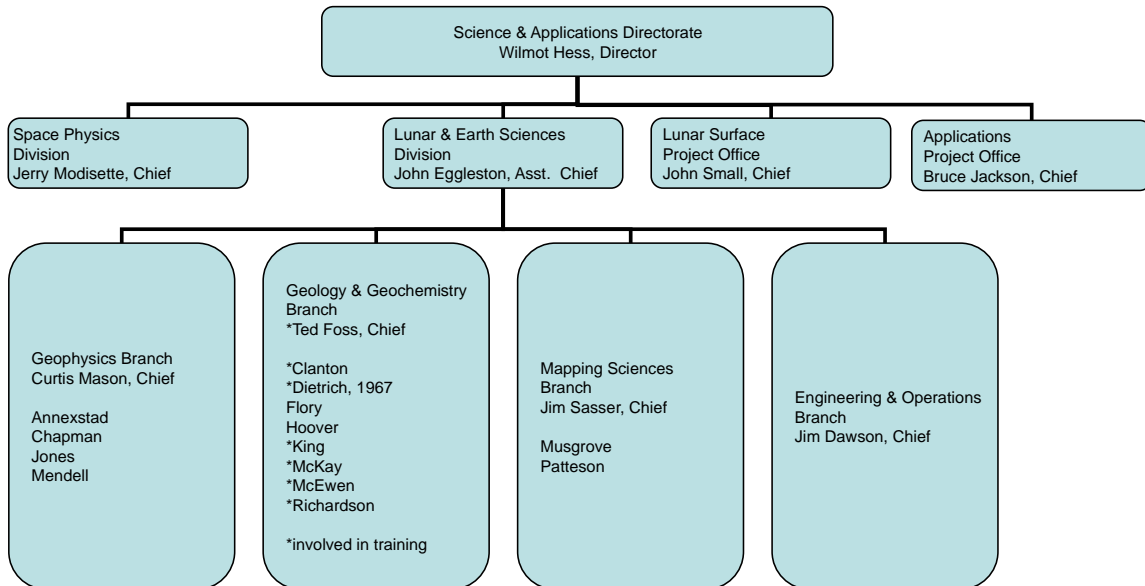 Science & Applications Directorate
Wilmot Hess, Director
Space Physics
Division
Jerry Modisette, Chief
Lunar & Earth Sciences
Division
John Eggleston, Asst.  Chief
Lunar Surface
Project Office
John Small, Chief
Applications
Project Office
Bruce Jackson, Chief
Geophysics Branch
Curtis Mason, Chief
Annexstad
Chapman
Jones
Mendell
Geology & Geochemistry
Branch
*Ted Foss, Chief
*Clanton
*Dietrich, 1967
Flory
Hoover
*King
*McKay
*McEwen
*Richardson
*involved in training
Mapping Sciences
Branch
Jim Sasser, Chief
Musgrove
Patteson
Engineering & Operations
Branch
Jim Dawson, Chief